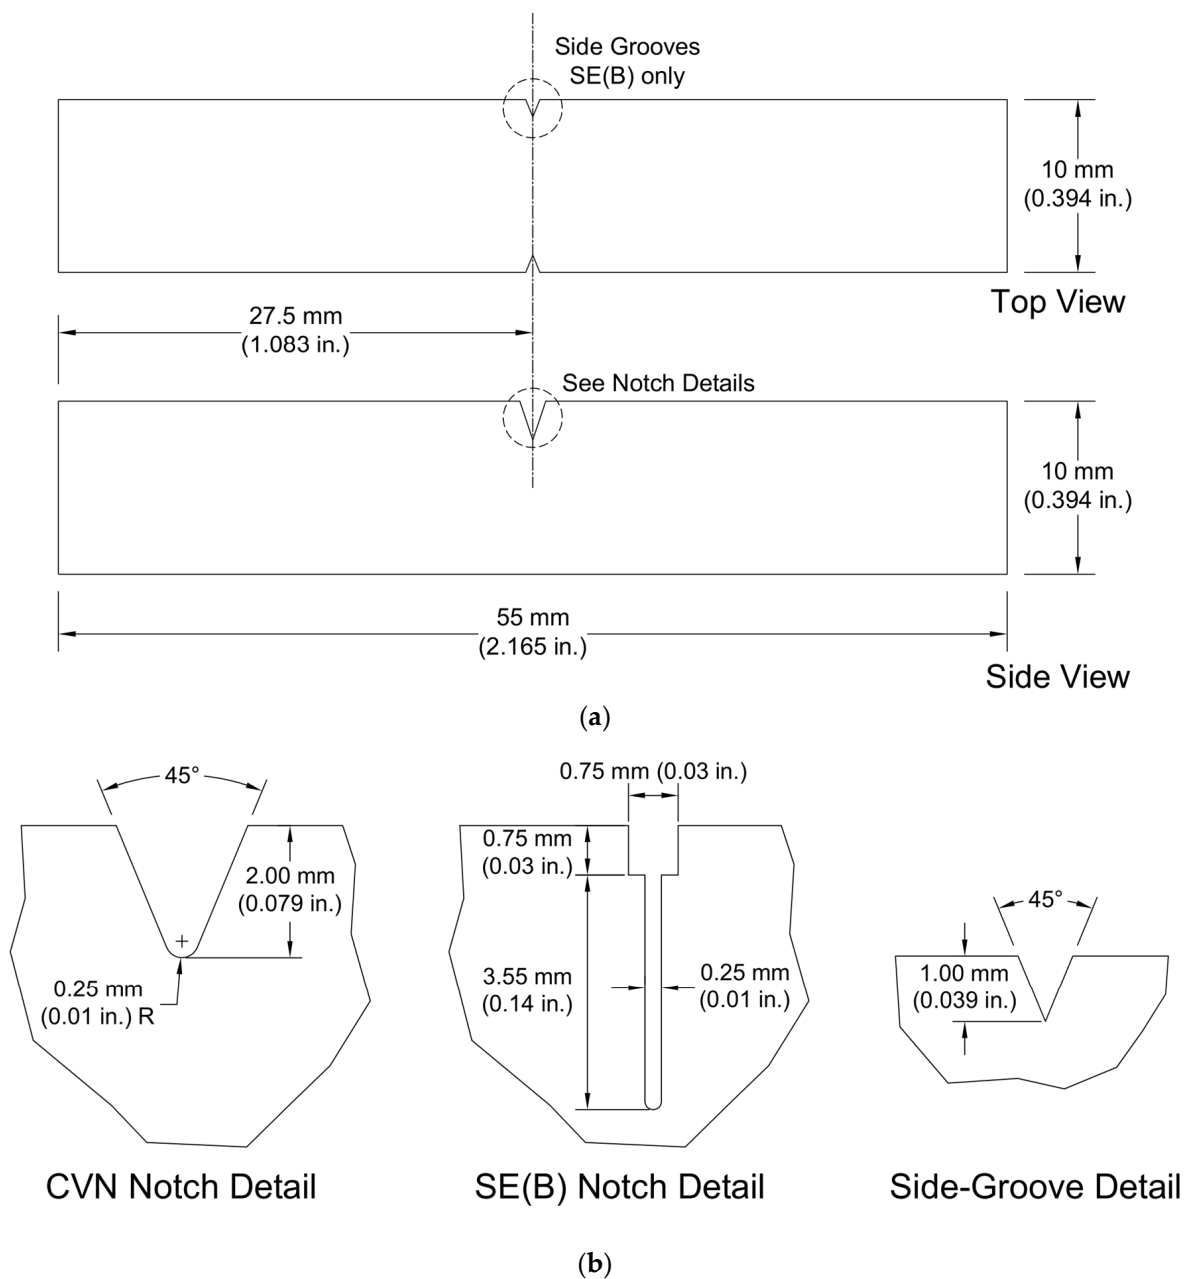 Side Grooves
SE(B) only
10 mm
(0.394 in.)
Top View
27.5 mm
(1.083 in.)
See Notch Details
10 mm
(0.394 in.)
55 mm
(2.165 in.)
Side View
(a)
45°
2.00 mm
(0.079 in.)
0.25 mm
(0.01 in.) R
CVN Notch Detail
0.75 mm (0.03 in.)
0.75 mm
(0.03 in.)
3.55 mm
(0.14 in.)
0.25 mm
(0.01 in.)
SE(B) Notch Detail
45°
1.00 mm
(0.039 in.)
Side-Groove Detail
(b)